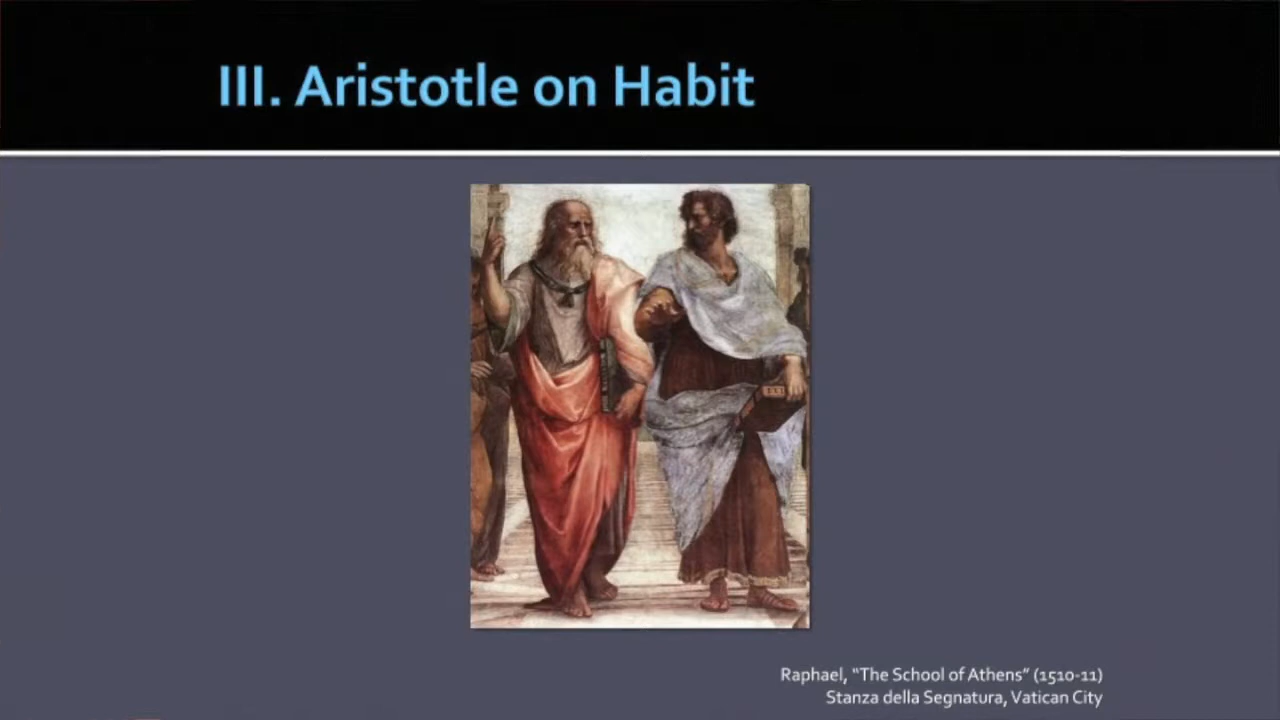 III. Aristotle on Habit
Raphael, “The School of Athens” (1510-11)
Stanza della Segnatura, Vatican City